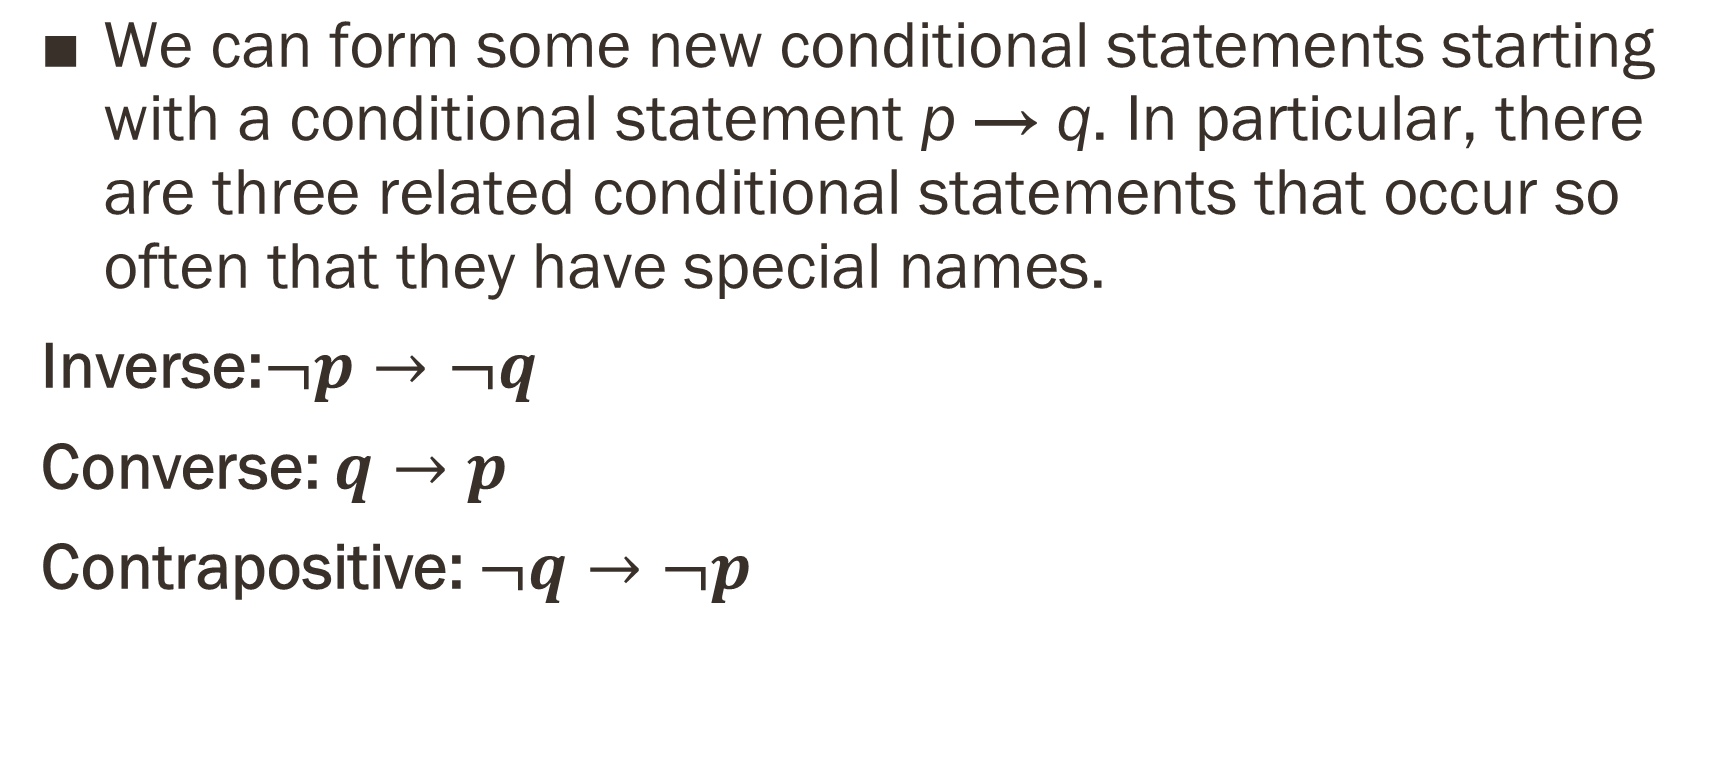 ▪ We can form some new conditional statements starting
with a conditional statement p → q. In particular, there
are three related conditional statements that occur so
often that they have special names.
Inverse:¬p → ¬q
Converse: q → p
Contrapositive: ¬q → ¬p